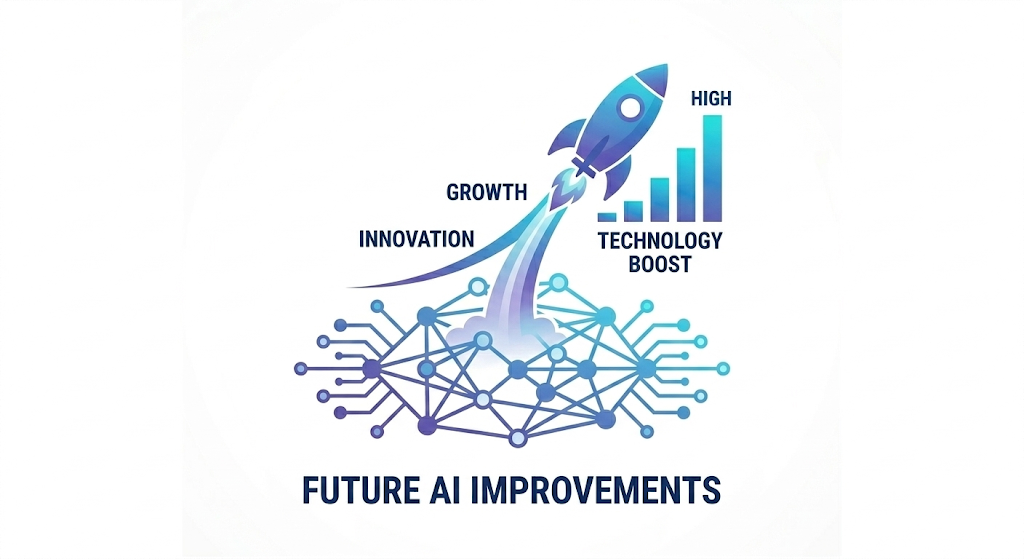 HIGH
GROWTH
INNOVATION
TECHNOLOGY
BOOST
FUTURE AI IMPROVEMENTS